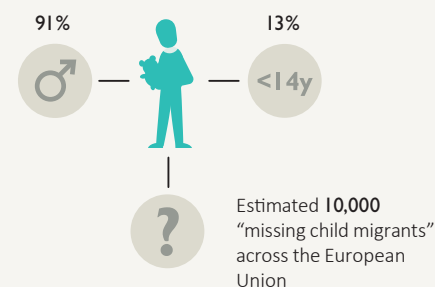 91%
13%
<14y
?
Estimated 10,000
“missing child migrants”
across the European
Union